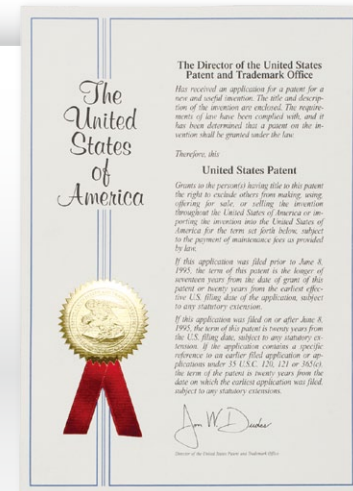 The
United
States
of
America
The Director of the United States
Patent and Trademark Office
Has received an application for a patent for a
new and useful invention. The title and descrip-
tion of the invention are enclosed. The require-
ments of law have been complied with, and it
has been determined that a patent on the in-
vention shall be granted under the law.
Therefore, this
United States Patent
Grants to the person(s) having title to this patent
the right to exclude others from making, using,
offering for sale, or selling the invention
throughout the United States of America or im-
porting the invention into the United States of
America for the term set forth below, subject
to the payment of maintenance fees as provided
by law.
If this application was filed prior to June 8,
1995, the term of this patent is the longer of
seventeen years from the date of grant of this
patent or twenty years from the earliest effec-
tive U.S. filing date of the application, subject
to any statutory extension.
If this application was filed on or after June 8,
1995, the term of this patent is twenty years from
the U.S. filing date, subject to any statutory ex-
tension. If the application contains a specific
reference to an earlier filed application or ap-
plications under 35 U.S.C. 120, 121 or 365(c),
the term of the patent is twenty years from the
date on which the earliest application was filed,
subject to any statutory extensions.
Jon W. Dudas
Director of the United States Patent and Trademark Office